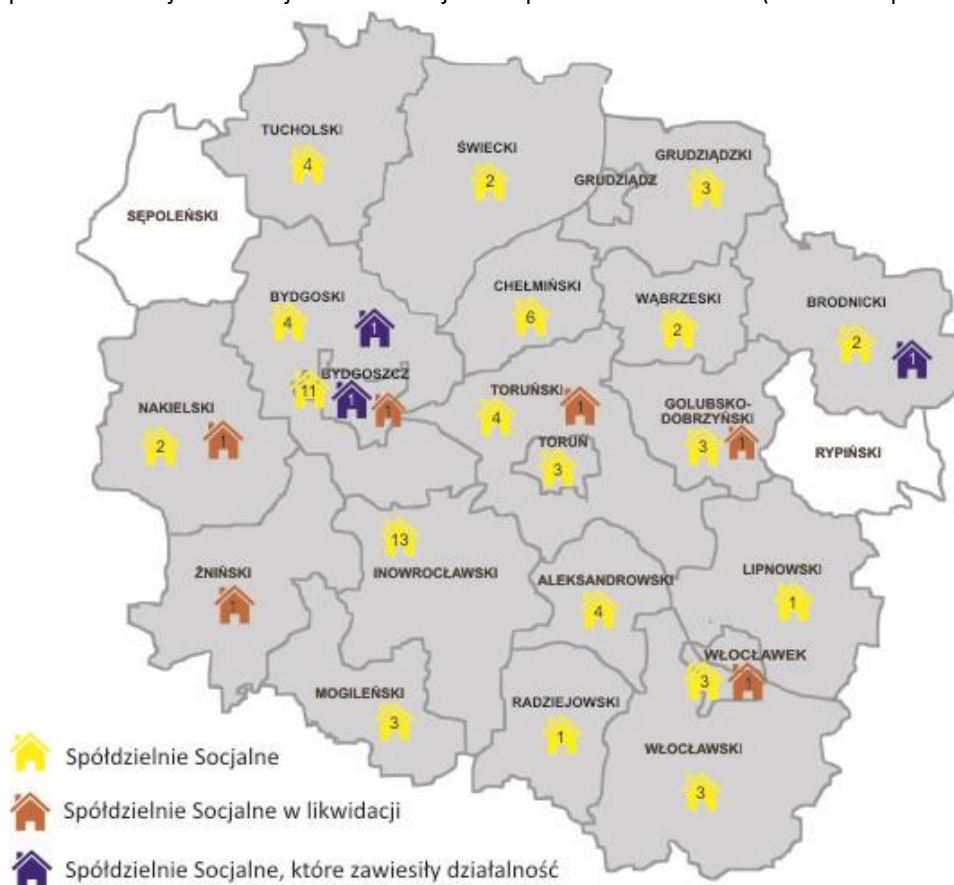 TUCHOLSKI
4
ŚWIECKI
2
GRUDZIĄDZKI
GRUDZIĄDZ
3
SĘPOLEŃSKI
BYDGOSKI
4
1
CHEŁMIŃSKI
6
WĄBRZESKI
2
BRODNICKI
2
1
BYDGOSZCZ
11
1
1
NAKIELSKI
2
1
TORUŃSKI
4
1
TORUŃ
3
GOLUBSKO-
DOBRZYŃSKI
3
1
RYPIŃSKI
ŻNIŃSKI
1
13
INOWROCŁAWSKI
ALEKSANDROWSKI
4
LIPNOWSKI
1
WŁOCŁAWEK
3
1
MOGILEŃSKI
3
RADZIEJOWSKI
1
WŁOCŁAWSKI
3
Spółdzielnie Socjalne
Spółdzielnie Socjalne w likwidacji
Spółdzielnie Socjalne, które zawiesiły działalność